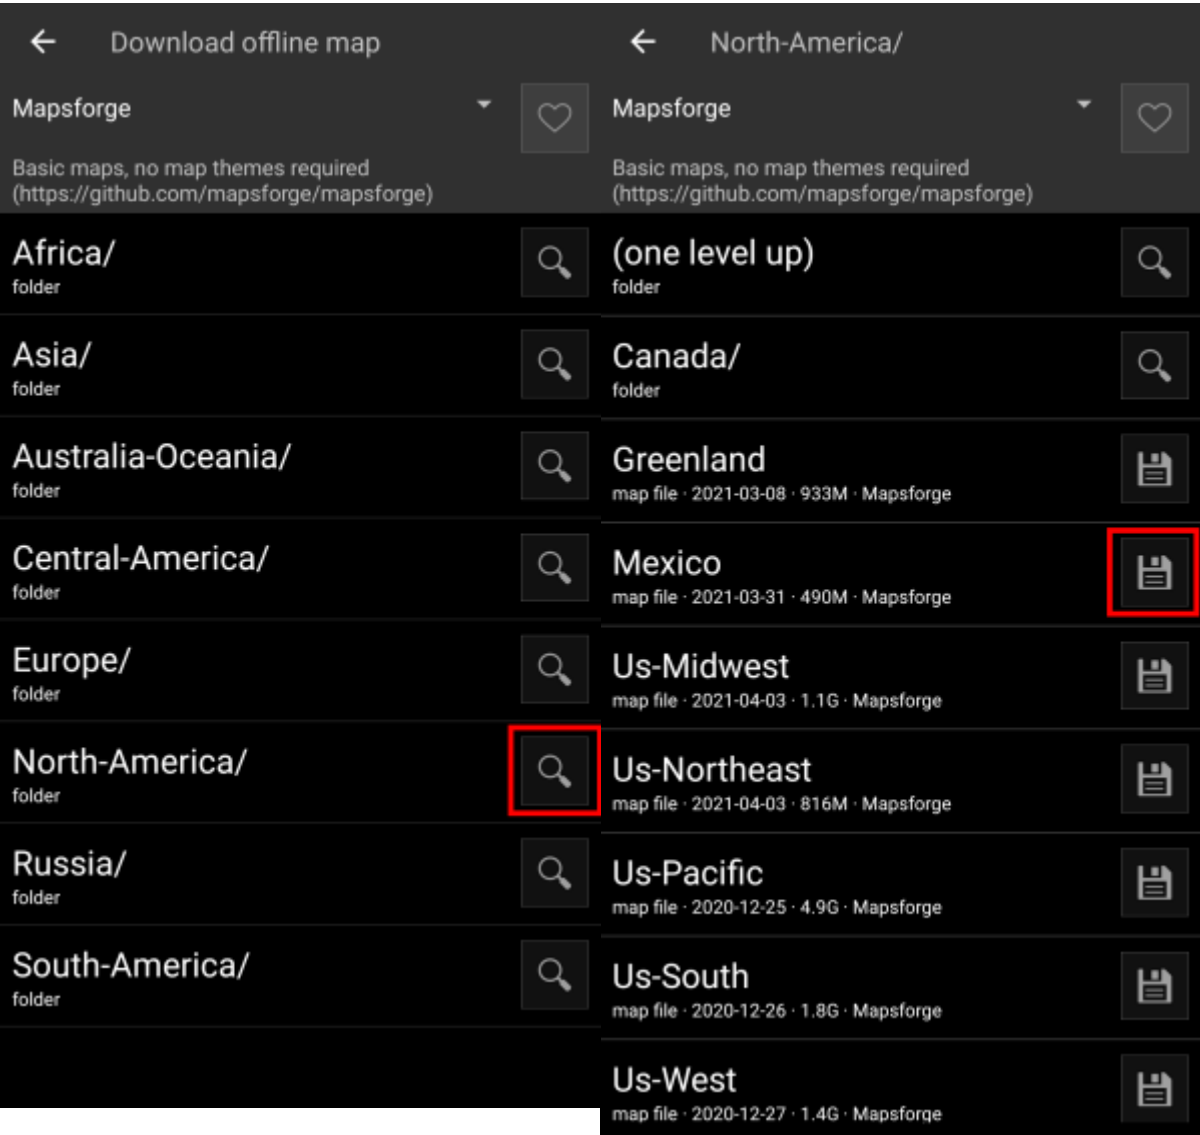 Download offline map
Mapsforge
Basic maps, no map themes required
(https://github.com/mapsforge/mapsforge)
Africa/
folder
Asia/
folder
Australia-Oceania/
folder
Central-America/
folder
Europe/
folder
North-America/
folder
Russia/
folder
South-America/
folder
North-America/
Mapsforge
Basic maps, no map themes required
(https://github.com/mapsforge/mapsforge)
(one level up)
folder
Canada/
folder
Greenland
map file · 2021-03-08 · 933M · Mapsforge
Mexico
map file · 2021-03-31 · 490M · Mapsforge
Us-Midwest
map file · 2021-04-03 · 1.1G · Mapsforge
Us-Northeast
map file · 2021-04-03 · 816M · Mapsforge
Us-Pacific
map file · 2020-12-25 · 4.9G · Mapsforge
Us-South
map file · 2020-12-26 · 1.8G · Mapsforge
Us-West
map file · 2020-12-27 · 1.4G · Mapsforge